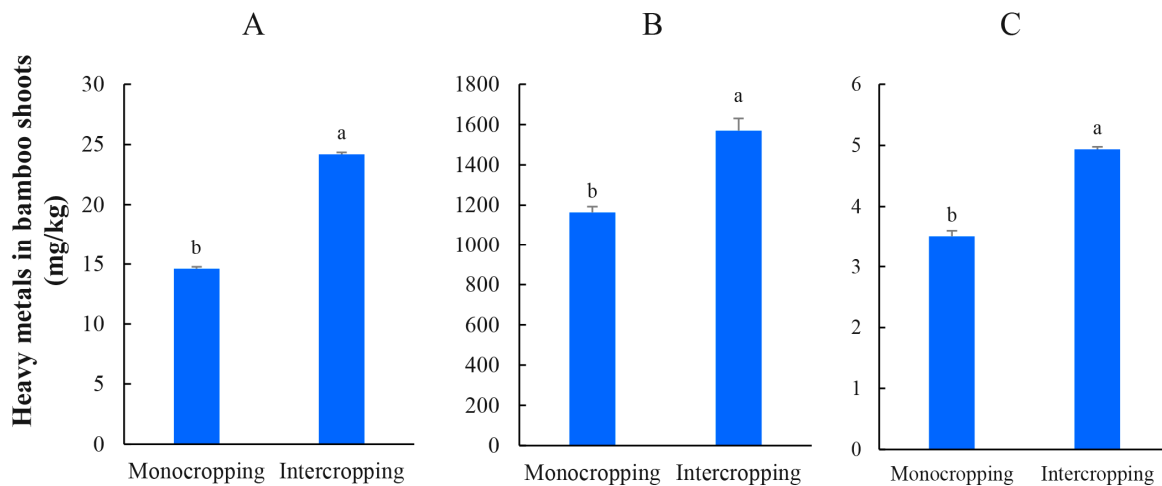 A
B
C
Heavy metals in bamboo shoots
(mg/kg)
30
25
20
15
10
5
0
b
a
Monocropping
Intercropping
1800
1600
1400
1200
1000
800
600
400
200
0
b
a
Monocropping
Intercropping
6
5
4
3
2
1
0
b
a
Monocropping
Intercropping